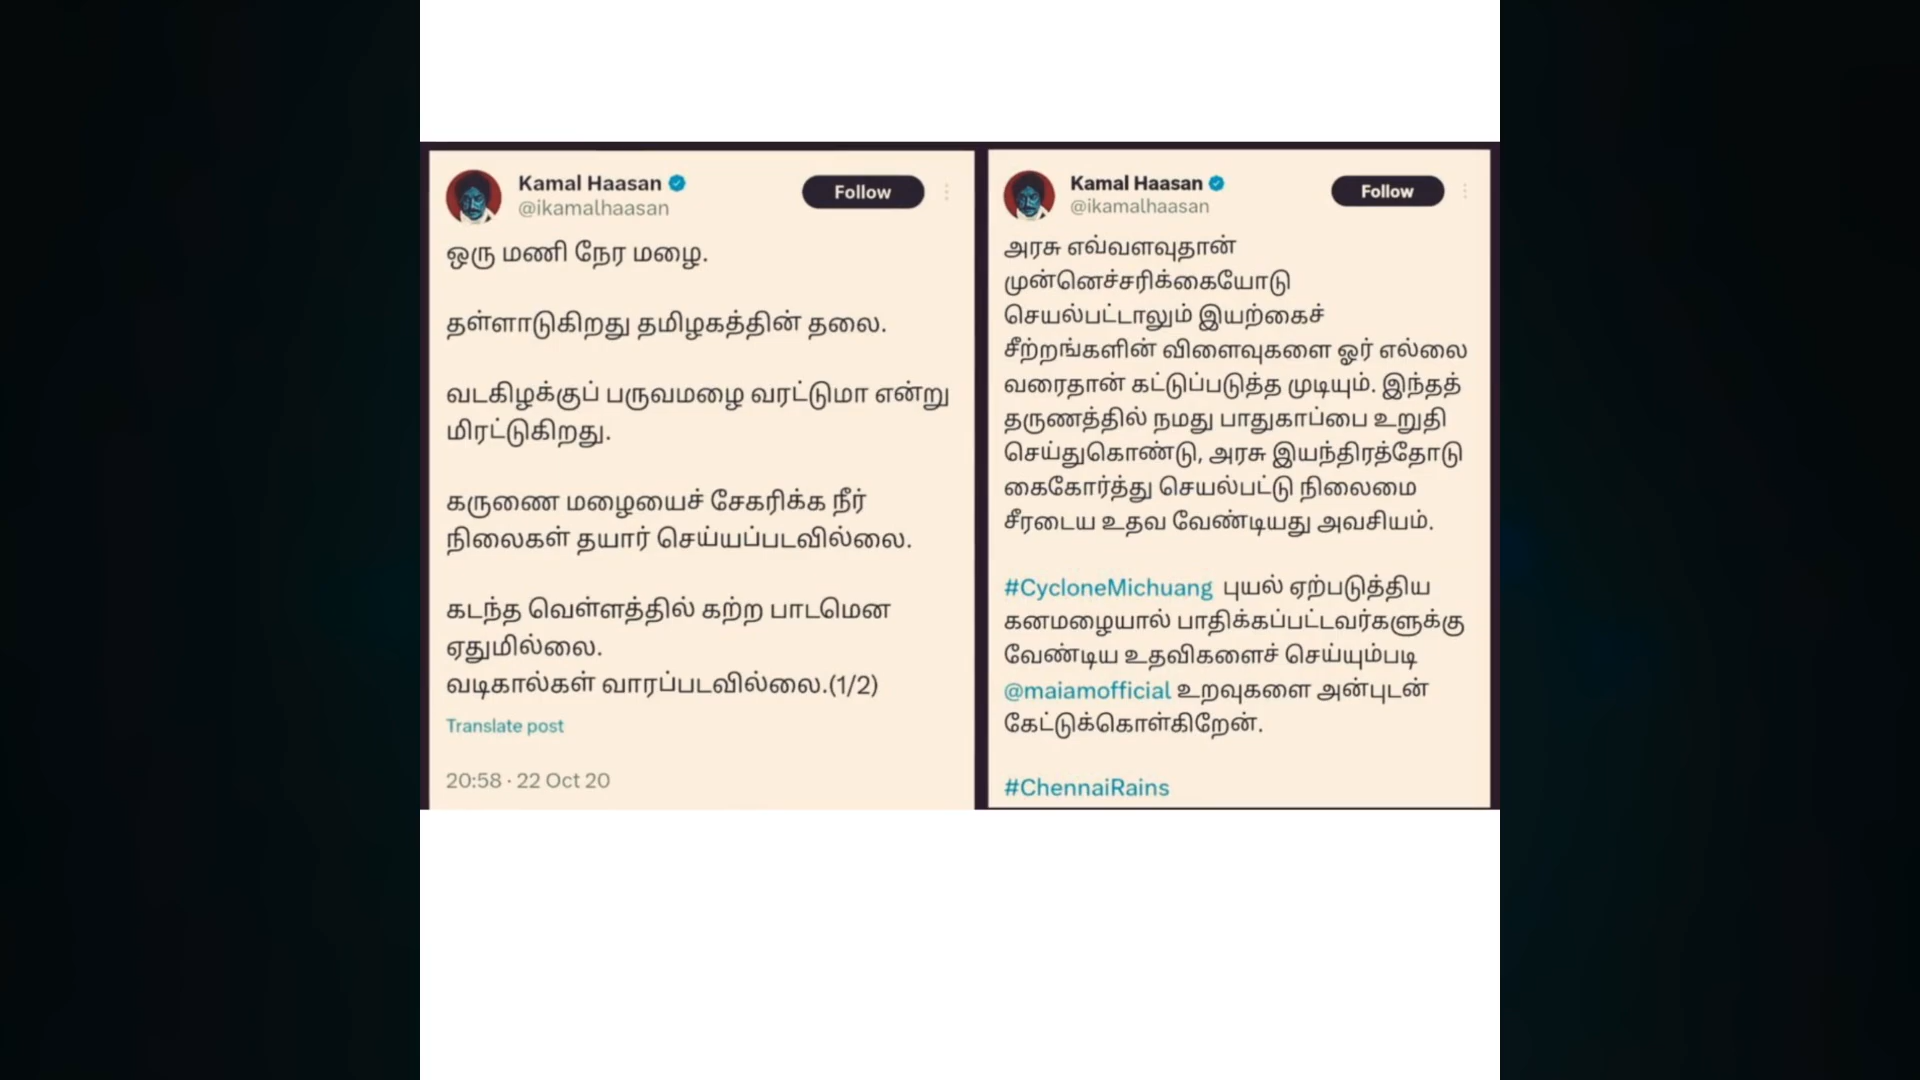 Kamal Haasan
@ikamalhaasan
Follow
ஒரு மணி நேர மழை.
தள்ளாடுகிறது தமிழகத்தின் தலை.
வடகிழக்குப் பருவமழை வரட்டுமா என்று
மிரட்டுகிறது.
கருணை மழையைச் சேகரிக்க நீர்
நிலைகள் தயார் செய்யப்படவில்லை.
கடந்த வெள்ளத்தில் கற்ற பாடமென
ஏதுமில்லை.
வடிகால்கள் வாரப்படவில்லை.(1/2)
Translate post
20:58 · 22 Oct 20
Kamal Haasan
@ikamalhaasan
Follow
அரசு எவ்வளவுதான்
முன்னெச்சரிக்கையோடு
செயல்பட்டாலும் இயற்கைச்
சீற்றங்களின் விளைவுகளை ஓர் எல்லை
வரைதான் கட்டுப்படுத்த முடியும். இந்தத்
தருணத்தில் நமது பாதுகாப்பை உறுதி
செய்துகொண்டு, அரசு இயந்திரத்தோடு
கைகோர்த்து செயல்பட்டு நிலைமை
சீரடைய உதவ வேண்டியது அவசியம்.
#CycloneMichuang புயல் ஏற்படுத்திய
கனமழையால் பாதிக்கப்பட்டவர்களுக்கு
வேண்டிய உதவிகளைச் செய்யும்படி
@maiamofficial உறவுகளை அன்புடன்
கேட்டுக்கொள்கிறேன்.
#ChennaiRains